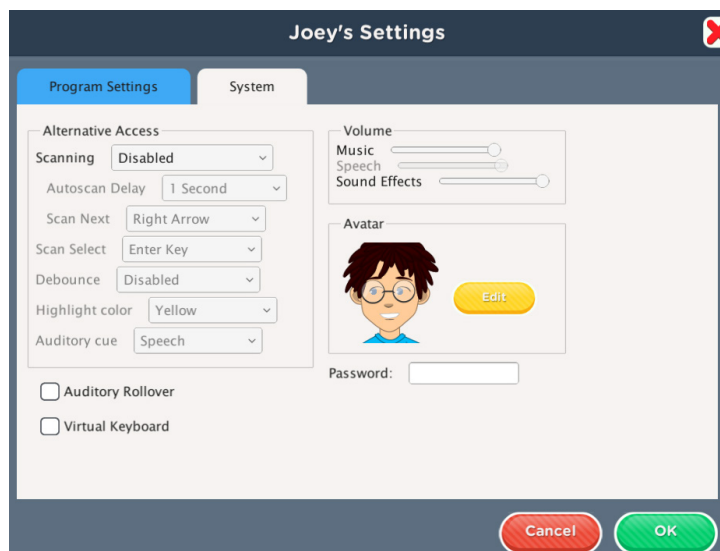 Joey's Settings
Program Settings
System
Alternative Access
Scanning Disabled
Autoscan Delay 1 Second
Scan Next Right Arrow
Scan Select Enter Key
Debounce Disabled
Highlight color Yellow
Auditory cue Speech
Auditory Rollover
Virtual Keyboard
Volume
Music
Speech
Sound Effects
Avatar
Edit
Password:
Cancel
OK